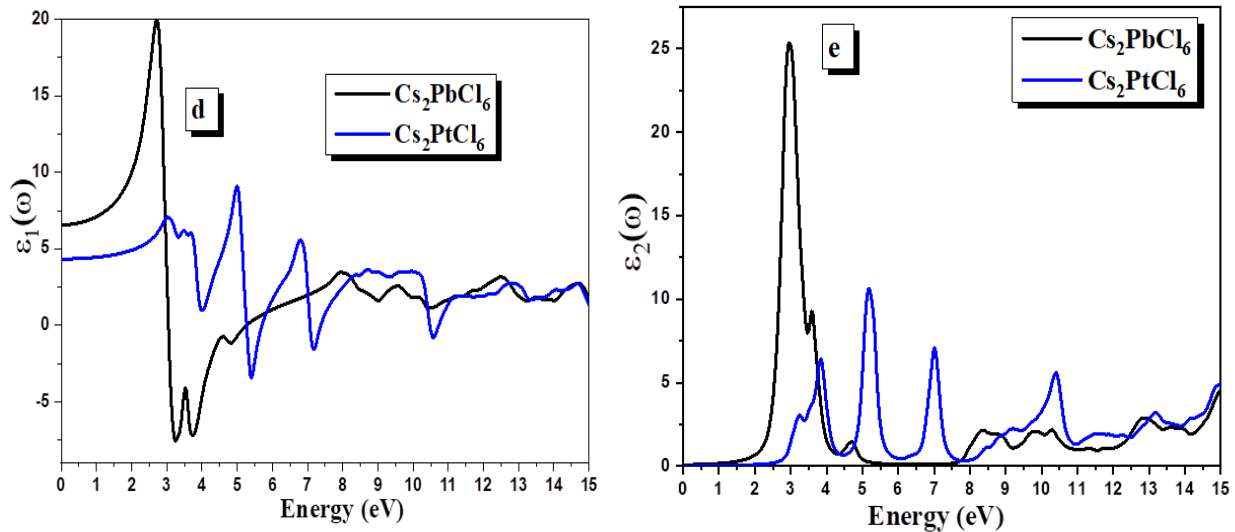 20
15
10
5
0
-5
ε₁(ω)
d
Cs₂PbCl₆
Cs₂PtCl₆
0 1 2 3 4 5 6 7 8 9 10 11 12 13 14 15
Energy (eV)
25
20
15
10
5
0
ε₂(ω)
e
Cs₂PbCl₆
Cs₂PtCl₆
0 1 2 3 4 5 6 7 8 9 10 11 12 13 14 15
Energy (eV)